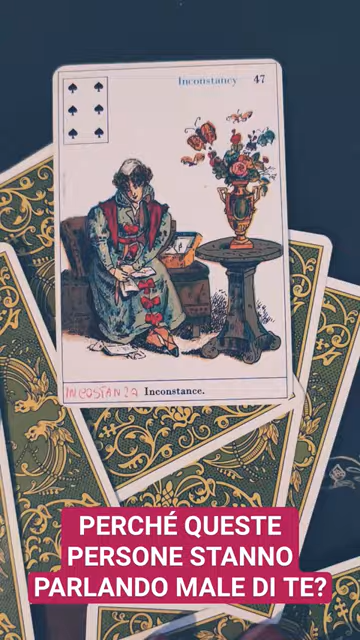 Inconstancy 47
INCOSTANZA Inconstance.
PERCHÉ QUESTE
PERSONE STANNO
PARLANDO MALE DI TE?